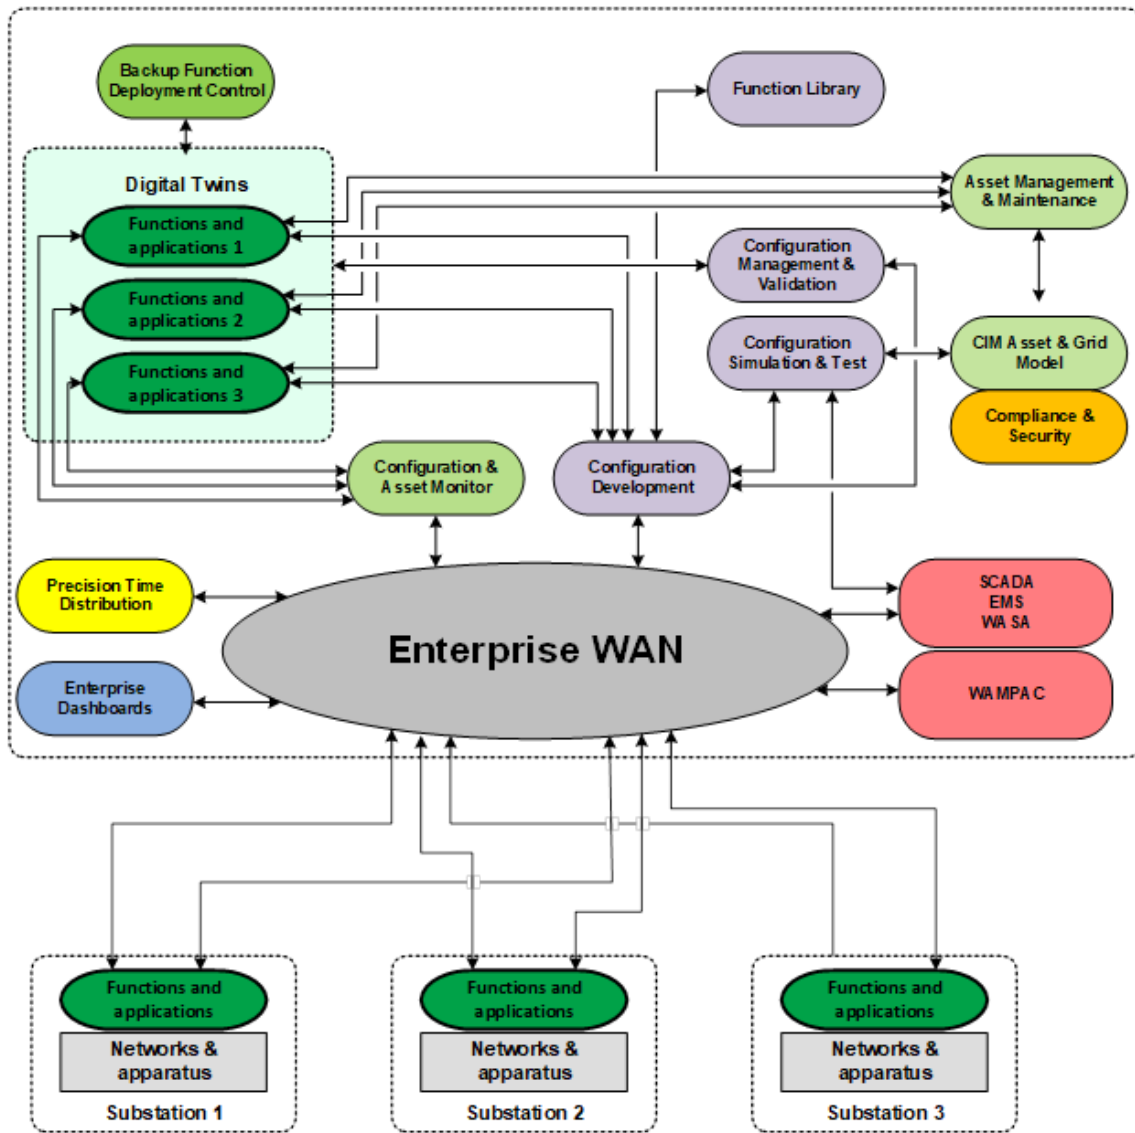 Backup Function
Deployment Control
Function Library
Digital Twins
Asset Management
& Maintenance
Functions and
applications 1
Configuration
Management &
Validation
Functions and
applications 2
Configuration
Simulation & Test
CIM Asset & Grid
Model
Functions and
applications 3
Compliance &
Security
Configuration &
Asset Monitor
Configuration
Development
Precision Time
Distribution
SCADA
EMS
WASA
Enterprise WAN
Enterprise
Dashboards
WAMPAC
Functions and
applications
Networks &
apparatus
Substation 1
Functions and
applications
Networks &
apparatus
Substation 2
Functions and
applications
Networks &
apparatus
Substation 3